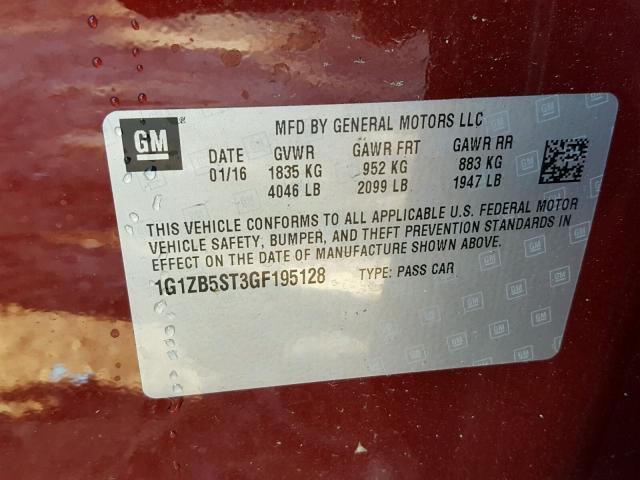 GM
MFD BY GENERAL MOTORS LLC
DATE GVWR GAWR FRT GAWR RR
01/16 1835 KG 952 KG 883 KG
4046 LB 2099 LB 1947 LB
THIS VEHICLE CONFORMS TO ALL APPLICABLE U.S. FEDERAL MOTOR
VEHICLE SAFETY, BUMPER, AND THEFT PREVENTION STANDARDS IN
EFFECT ON THE DATE OF MANUFACTURE SHOWN ABOVE.
1G1ZB5ST3GF195128 TYPE: PASS CAR